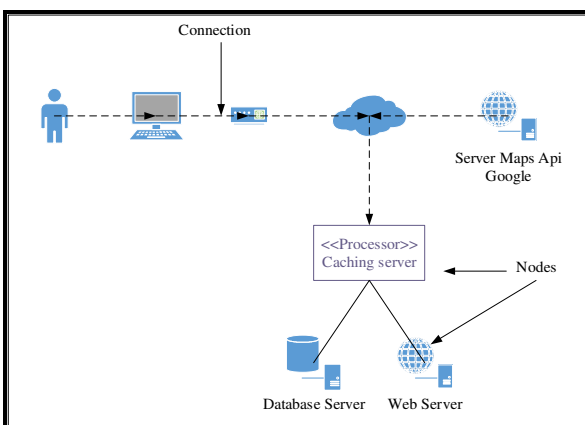 Connection
Server Maps Api
Google
<<Processor>>
Caching server
Nodes
Database Server
Web Server